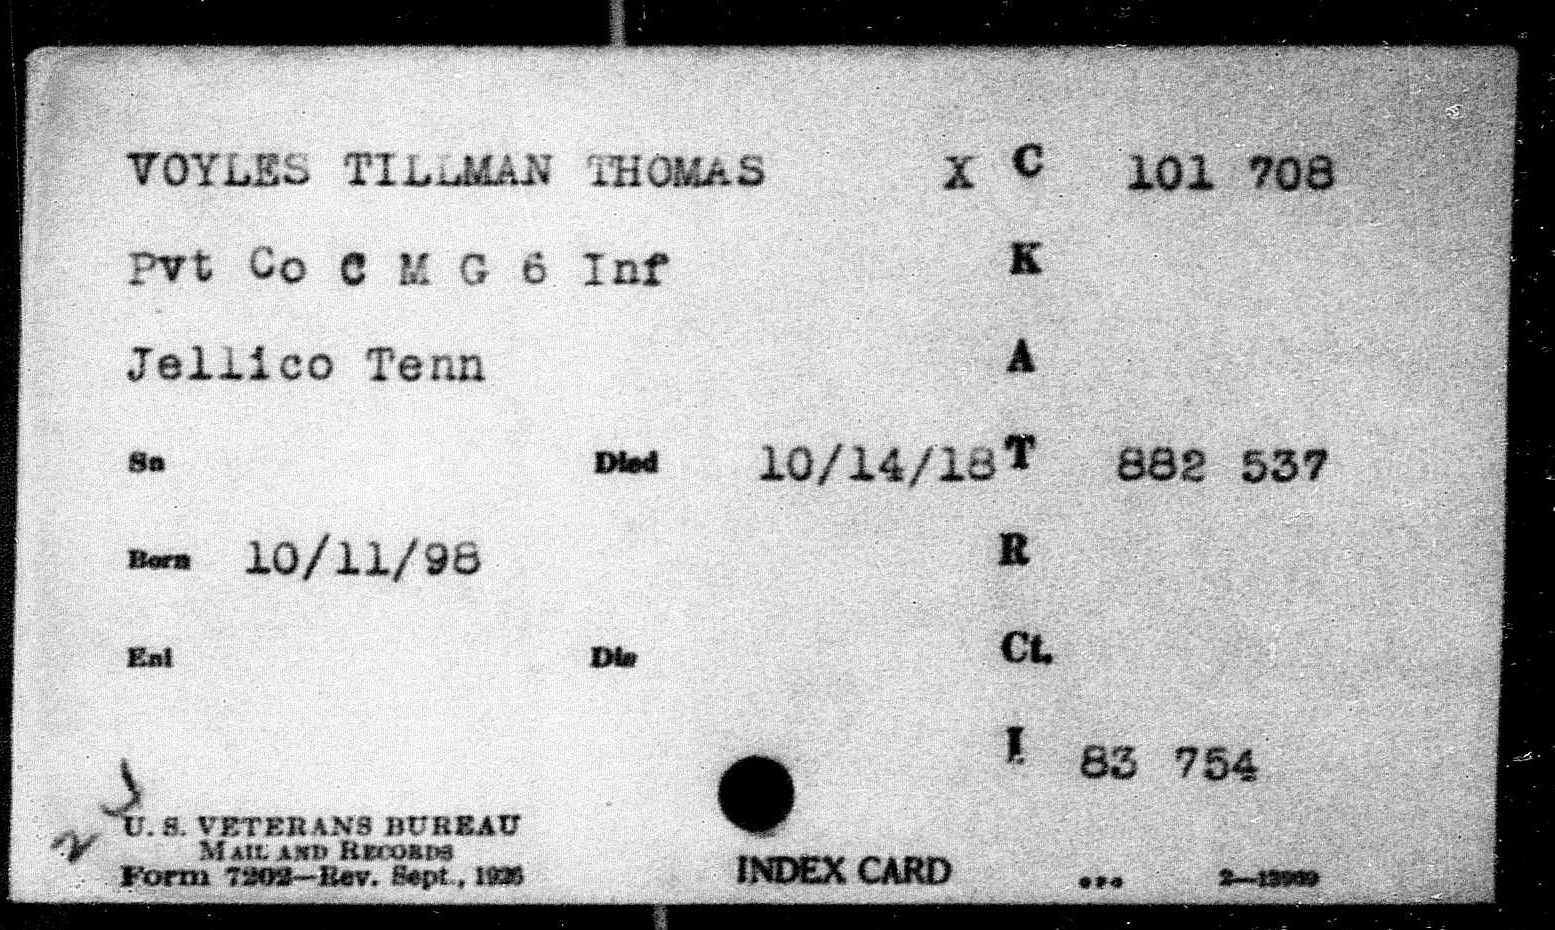 VOYLES TILLMAN THOMAS X C 101 708
Pvt Co C M G 6 Inf K
Jellico Tenn A
Sn Died 10/14/18 T 882 537
Born 10/11/98 R
Enl Dis Ct.
I 83 754
U. S. VETERANS BUREAU
MAIL AND RECORDS
Form 7202—Rev. Sept., 1926
INDEX CARD